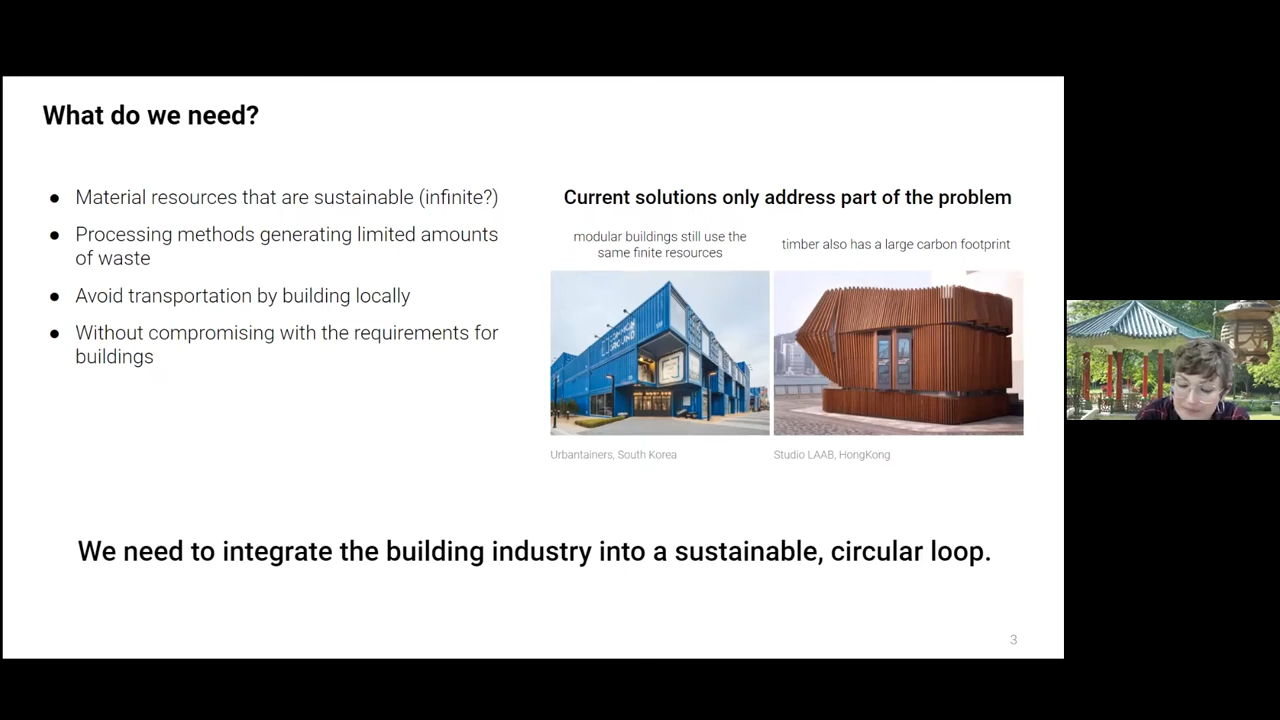 What do we need?
● Material resources that are sustainable (infinite?)
● Processing methods generating limited amounts
of waste
● Avoid transportation by building locally
● Without compromising with the requirements for
buildings
Current solutions only address part of the problem
modular buildings still use the
same finite resources
timber also has a large carbon footprint
COMMON
GROUND
Urbantainers, South Korea
Studio LAAB, HongKong
We need to integrate the building industry into a sustainable, circular loop.
3